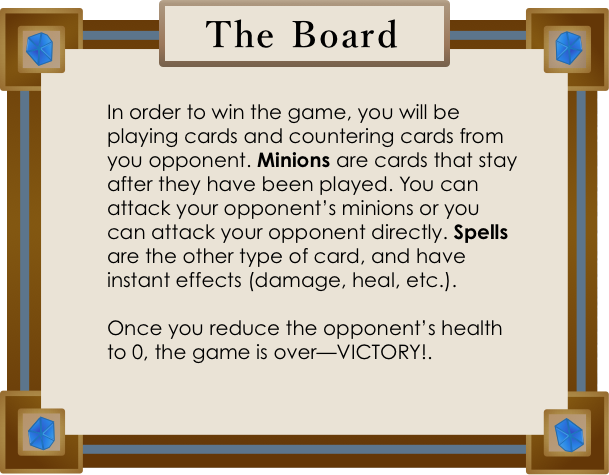 The Board
In order to win the game, you will be
playing cards and countering cards from
you opponent. Minions are cards that stay
after they have been played. You can
attack your opponent’s minions or you
can attack your opponent directly. Spells
are the other type of card, and have
instant effects (damage, heal, etc.).
Once you reduce the opponent’s health
to 0, the game is over—VICTORY!.